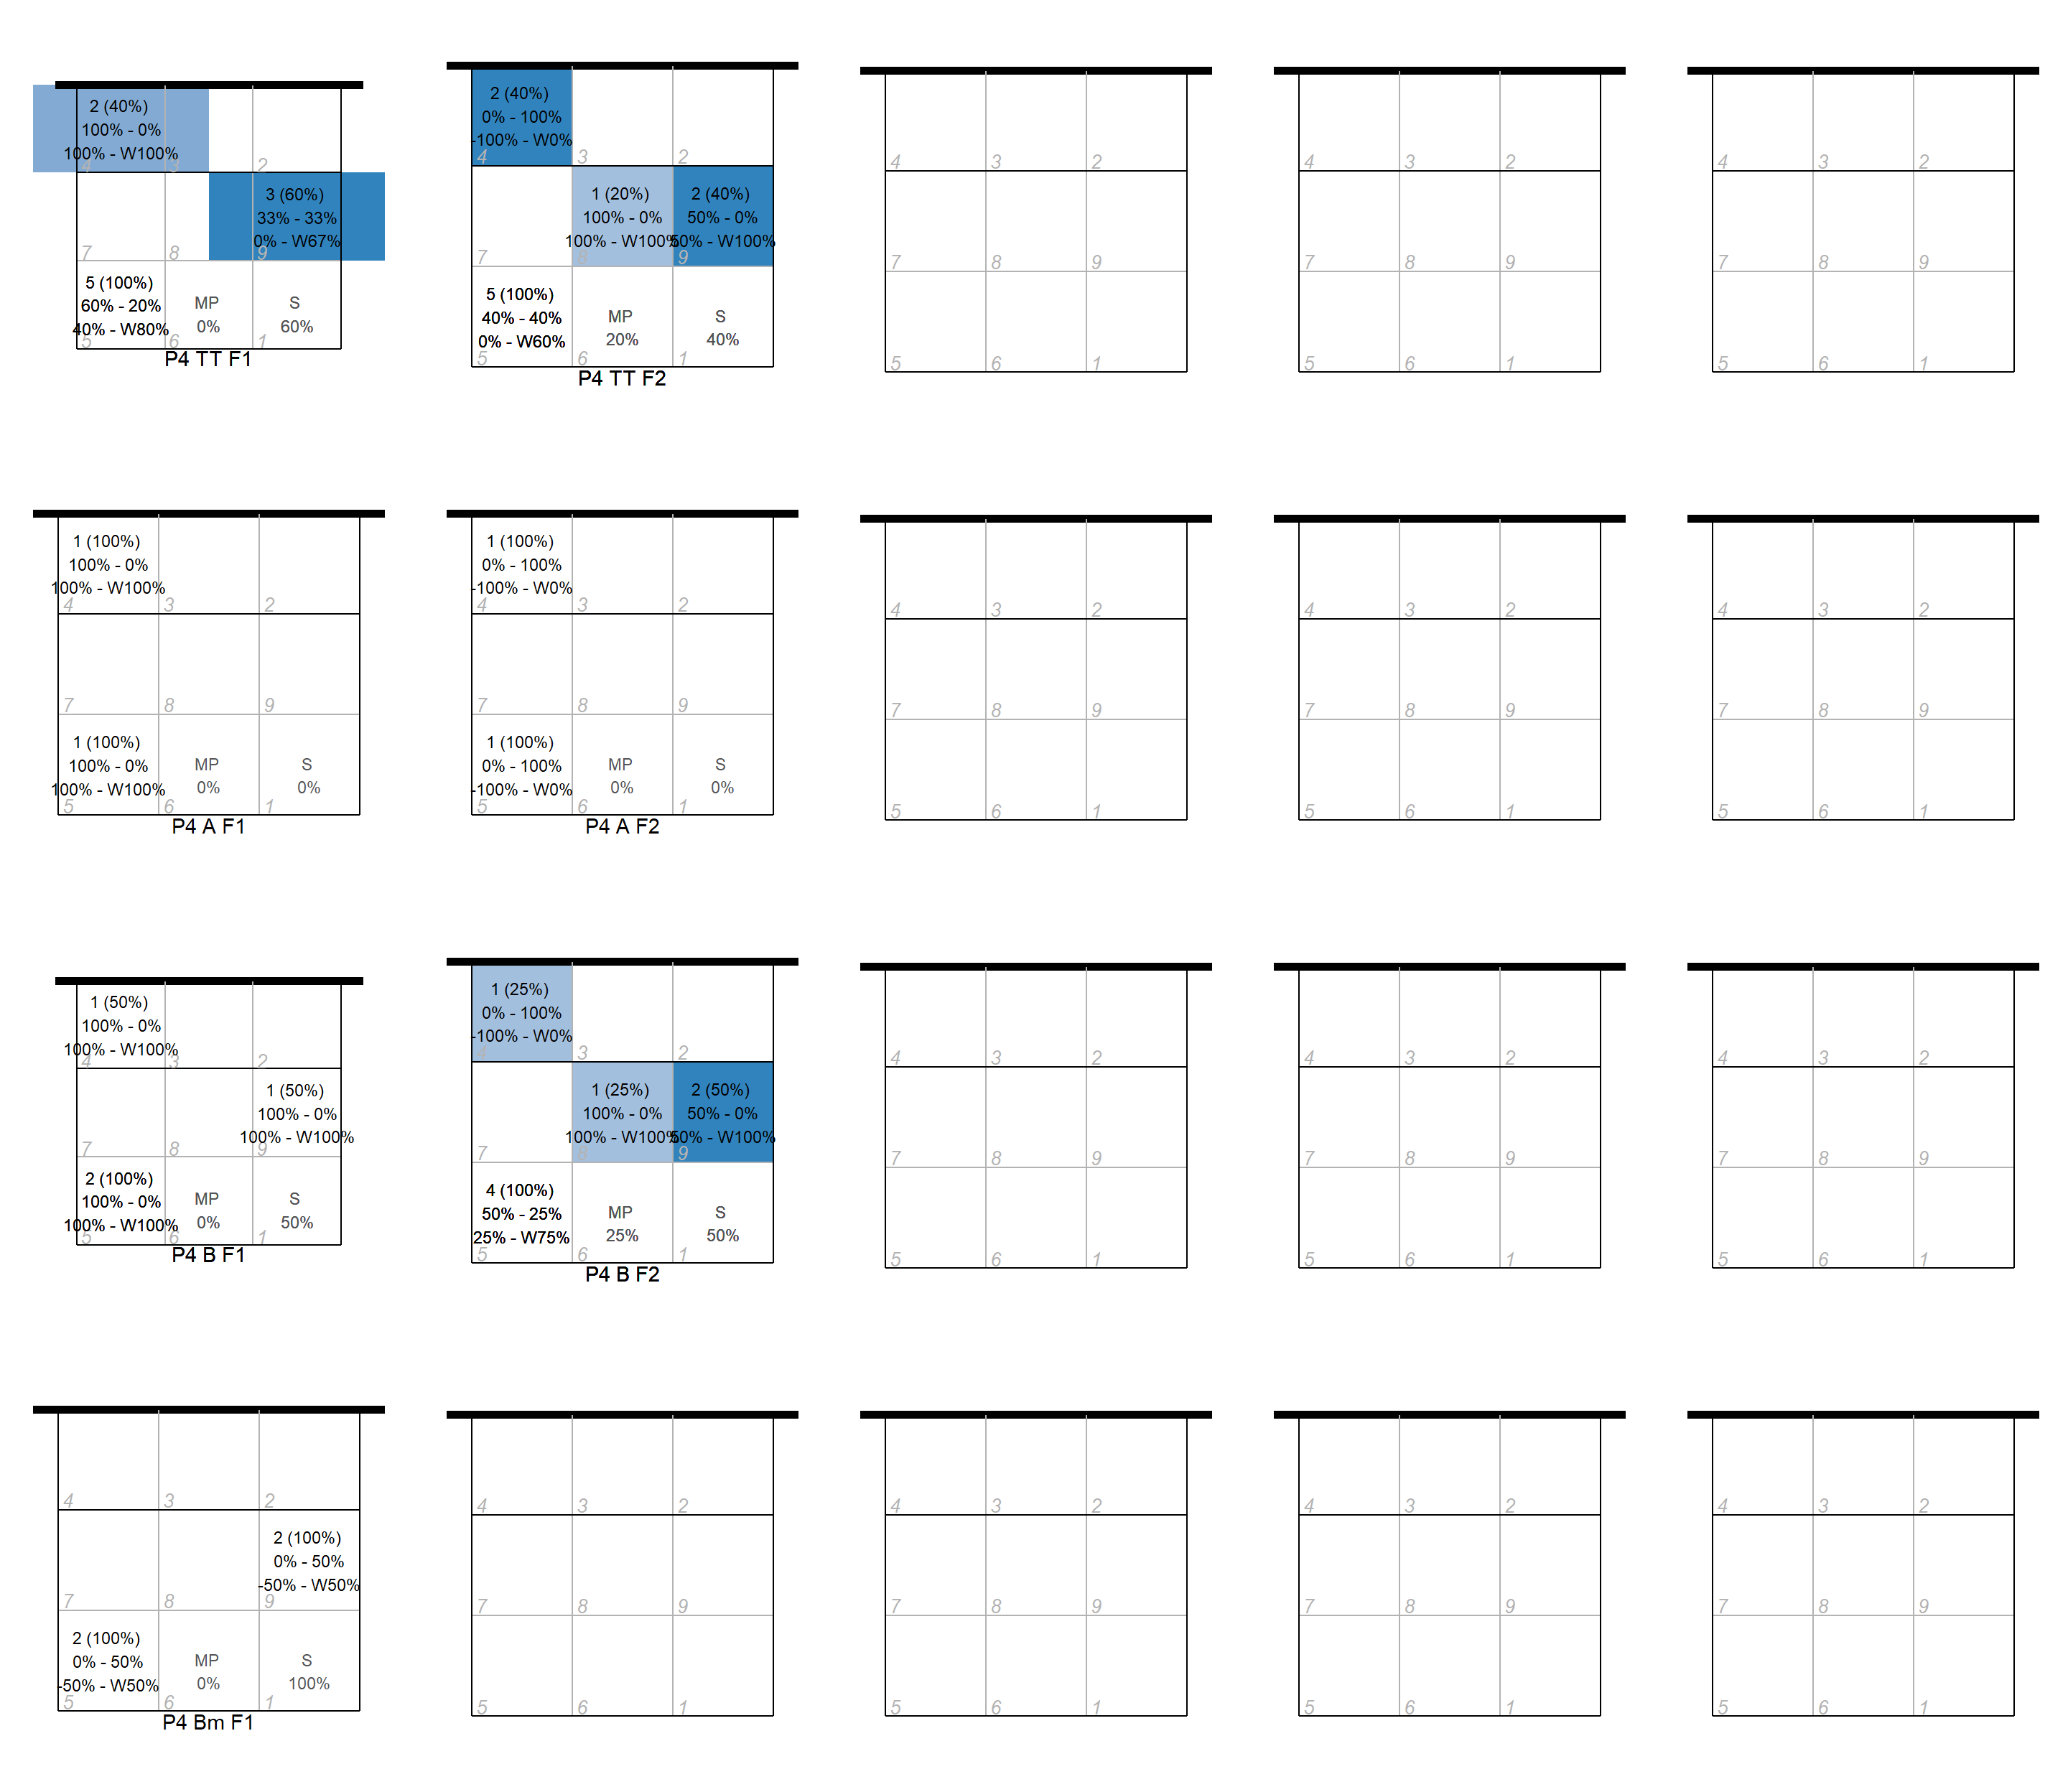 2 (40%)
100% - 0%
100% - W100%
4 3 2
3 (60%)
33% - 33%
0% - W67%
7 8 9
5 (100%)
60% - 20%
40% - W80%
MP
0%
S
60%
5 6 1
P4 TT F1
2 (40%)
0% - 100%
-100% - W0%
4 3 2
1 (20%)
100% - 0%
100% - W100%
2 (40%)
50% - 0%
50% - W100%
7 8 9
5 (100%)
40% - 40%
0% - W60%
MP
20%
S
40%
5 6 1
P4 TT F2
4 3 2
7 8 9
5 6 1
4 3 2
7 8 9
5 6 1
4 3 2
7 8 9
5 6 1
1 (100%)
100% - 0%
100% - W100%
4 3 2
7 8 9
1 (100%)
100% - 0%
100% - W100%
MP
0%
S
0%
5 6 1
P4 A F1
1 (100%)
0% - 100%
-100% - W0%
4 3 2
7 8 9
1 (100%)
0% - 100%
-100% - W0%
MP
0%
S
0%
5 6 1
P4 A F2
4 3 2
7 8 9
5 6 1
4 3 2
7 8 9
5 6 1
4 3 2
7 8 9
5 6 1
1 (50%)
100% - 0%
100% - W100%
4 3 2
1 (50%)
100% - 0%
100% - W100%
7 8 9
2 (100%)
100% - 0%
100% - W100%
MP
0%
S
50%
5 6 1
P4 B F1
1 (25%)
0% - 100%
-100% - W0%
4 3 2
1 (25%)
100% - 0%
100% - W100%
2 (50%)
50% - 0%
50% - W100%
7 8 9
4 (100%)
50% - 25%
25% - W75%
MP
25%
S
50%
5 6 1
P4 B F2
4 3 2
7 8 9
5 6 1
4 3 2
7 8 9
5 6 1
4 3 2
7 8 9
5 6 1
4 3 2
2 (100%)
0% - 50%
-50% - W50%
7 8 9
2 (100%)
0% - 50%
-50% - W50%
MP
0%
S
100%
5 6 1
P4 Bm F1
4 3 2
7 8 9
5 6 1
4 3 2
7 8 9
5 6 1
4 3 2
7 8 9
5 6 1
4 3 2
7 8 9
5 6 1